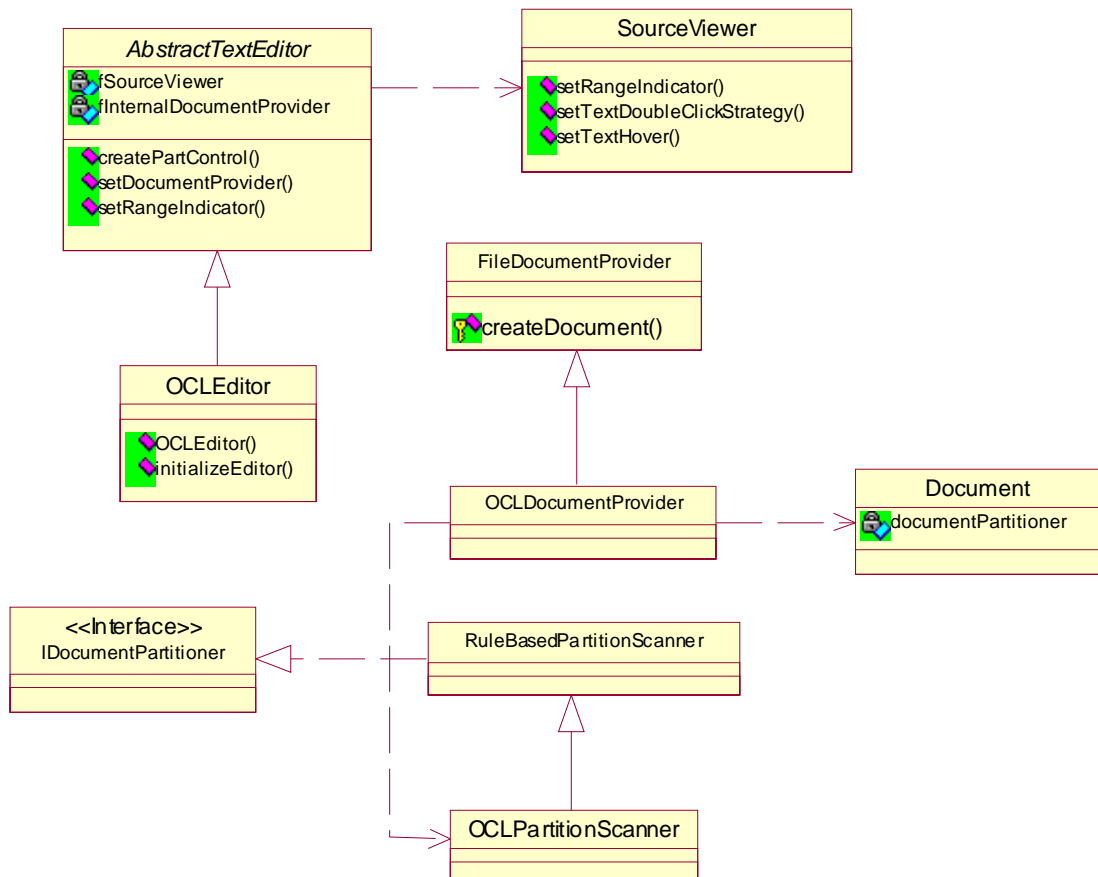 AbstractTextEditor
fSourceViewer
fInternalDocumentProvider
createPartControl()
setDocumentProvider()
setRangeIndicator()
SourceViewer
setRangeIndicator()
setTextDoubleClickStrategy()
setTextHover()
FileDocumentProvider
createDocument()
OCLEditor
OCLEditor()
initializeEditor()
OCLDocumentProvider
Document
documentPartitioner
<<Interface>>
IDocumentPartitioner
RuleBasedPartitionScanner
OCLPartitionScanner